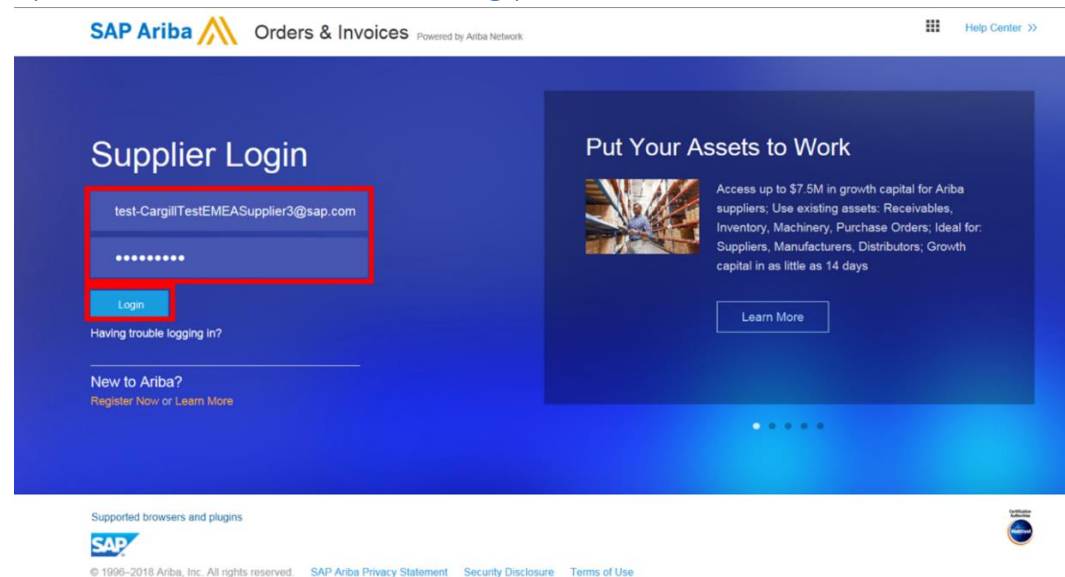 SAP Ariba
Orders & Invoices Powered by Ariba Network
Help Center >>
Supplier Login
test-CargillTestEMEASupplier3@sap.com
•••••••••
Login
Having trouble logging in?
New to Ariba?
Register Now or Learn More
Put Your Assets to Work
Access up to $7.5M in growth capital for Ariba
suppliers; Use existing assets: Receivables,
Inventory, Machinery, Purchase Orders; Ideal for:
Suppliers, Manufacturers, Distributors; Growth
capital in as little as 14 days
Learn More
Supported browsers and plugins
SAP
© 1996–2018 Ariba, Inc. All rights reserved. SAP Ariba Privacy Statement Security Disclosure Terms of Use